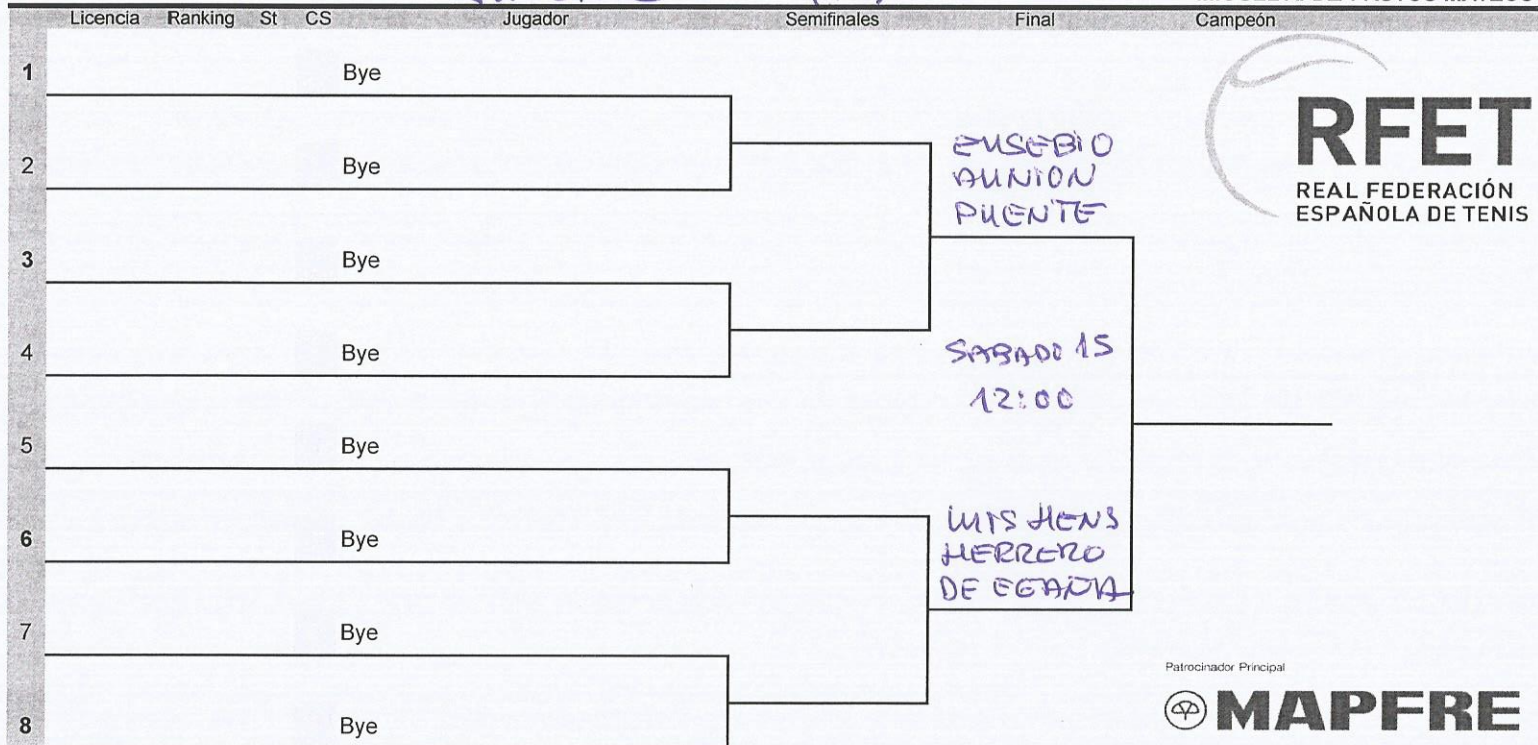 Licencia Ranking St CS Jugador Semifinales Final Campeón
1 Bye
2 Bye
3 Bye
4 Bye
5 Bye
6 Bye
7 Bye
8 Bye
EUSEBIO
AUNION
PUENTE
SABADO 15
12:00
LUIS HENS
HERRERO
DE EGAÑA
RFET
REAL FEDERACIÓN
ESPAÑOLA DE TENIS
Patrocinador Principal
MAPFRE